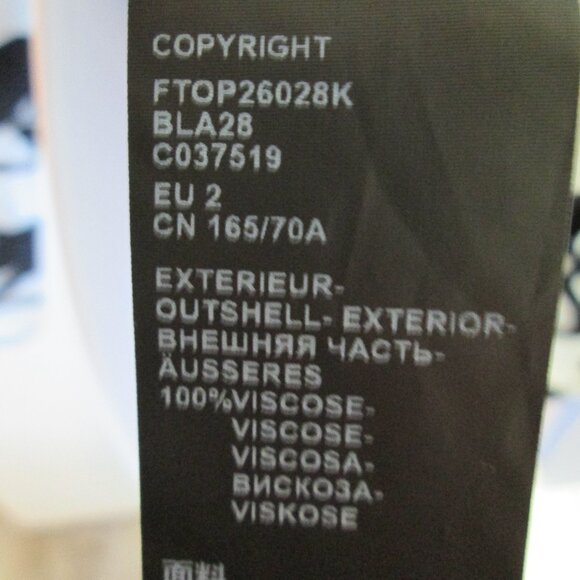 COPYRIGHT
FTOP26028K
BLA28
C037519
EU 2
CN 165/70A
EXTERIEUR-
OUTSHELL- EXTERIOR-
ВНЕШНЯЯ ЧАСТЬ-
ÄUSSERES
100%VISCOSE-
VISCOSE-
VISCOSA-
ВИСКОЗА-
VISKOSE
面料